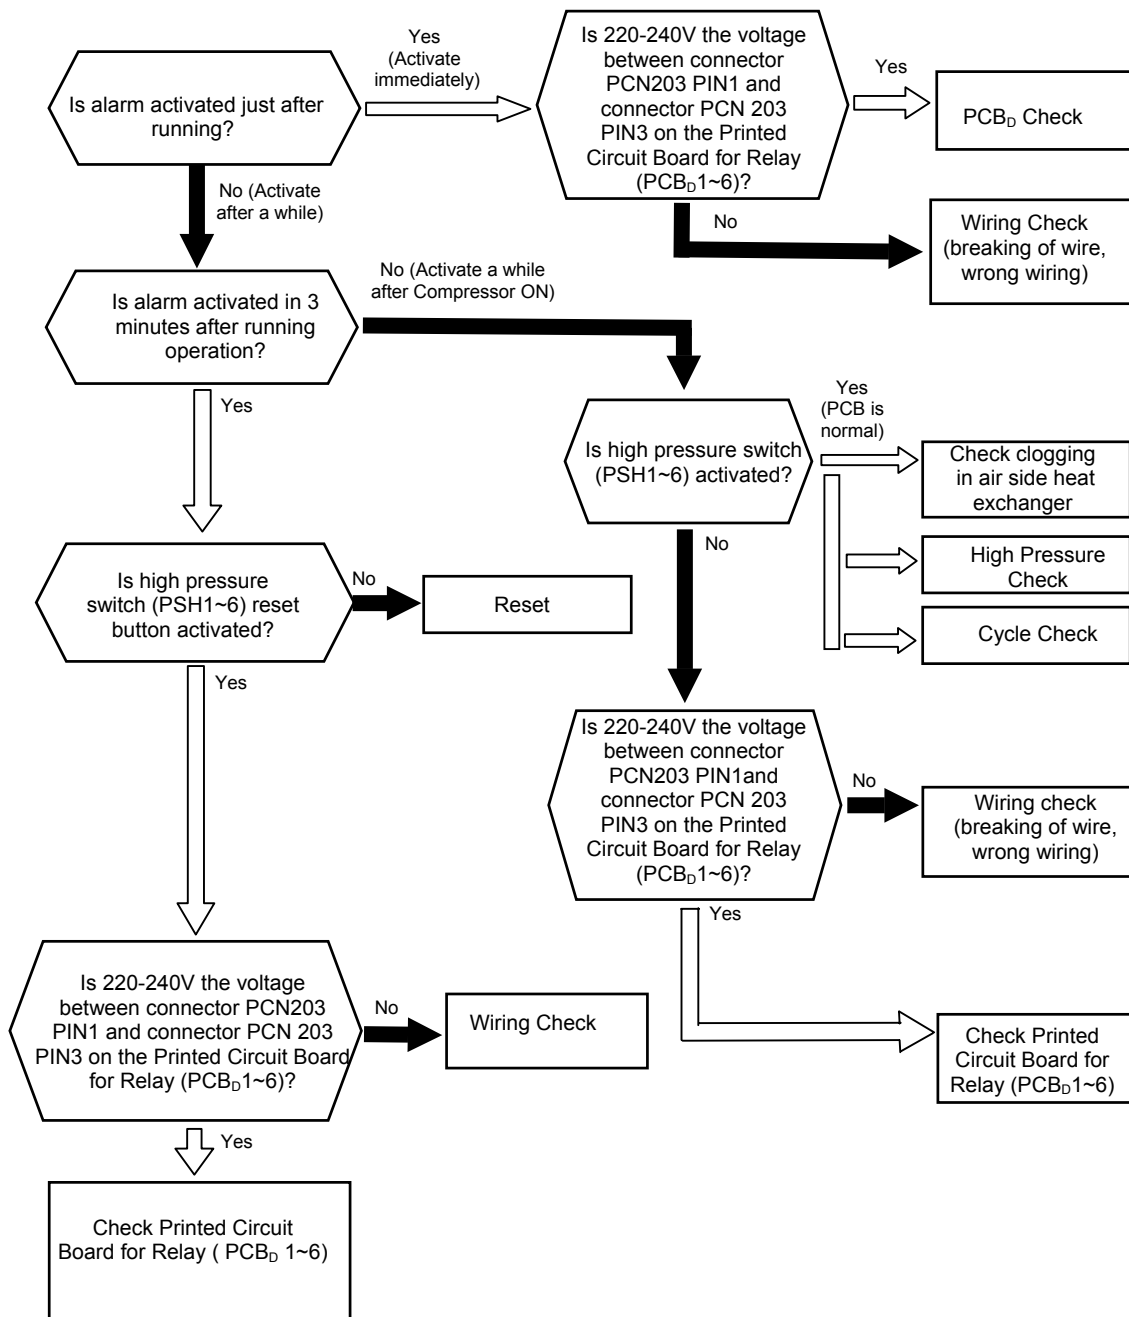 Is alarm activated just after
running?
Yes
(Activate
immediately)
Is 220-240V the voltage
between connector
PCN203 PIN1 and
connector PCN 203
PIN3 on the Printed
Circuit Board for Relay
(PCBD1~6)?
Yes
PCBD Check
No
Wiring Check
(breaking of wire,
wrong wiring)
No (Activate
after a while)
Is alarm activated in 3
minutes after running
operation?
No (Activate a while
after Compressor ON)
Is high pressure switch
(PSH1~6) activated?
Yes
(PCB is
normal)
Check clogging
in air side heat
exchanger
High Pressure
Check
Cycle Check
Yes
Is high pressure
switch (PSH1~6) reset
button activated?
No
Reset
No
Is 220-240V the voltage
between connector
PCN203 PIN1and
connector PCN 203
PIN3 on the Printed
Circuit Board for Relay
(PCBD1~6)?
No
Wiring check
(breaking of wire,
wrong wiring)
Yes
Check Printed
Circuit Board for
Relay (PCBD1~6)
Yes
Is 220-240V the voltage
between connector PCN203
PIN1 and connector PCN 203
PIN3 on the Printed Circuit Board
for Relay (PCBD1~6)?
No
Wiring Check
Yes
Check Printed Circuit
Board for Relay ( PCBD 1~6)